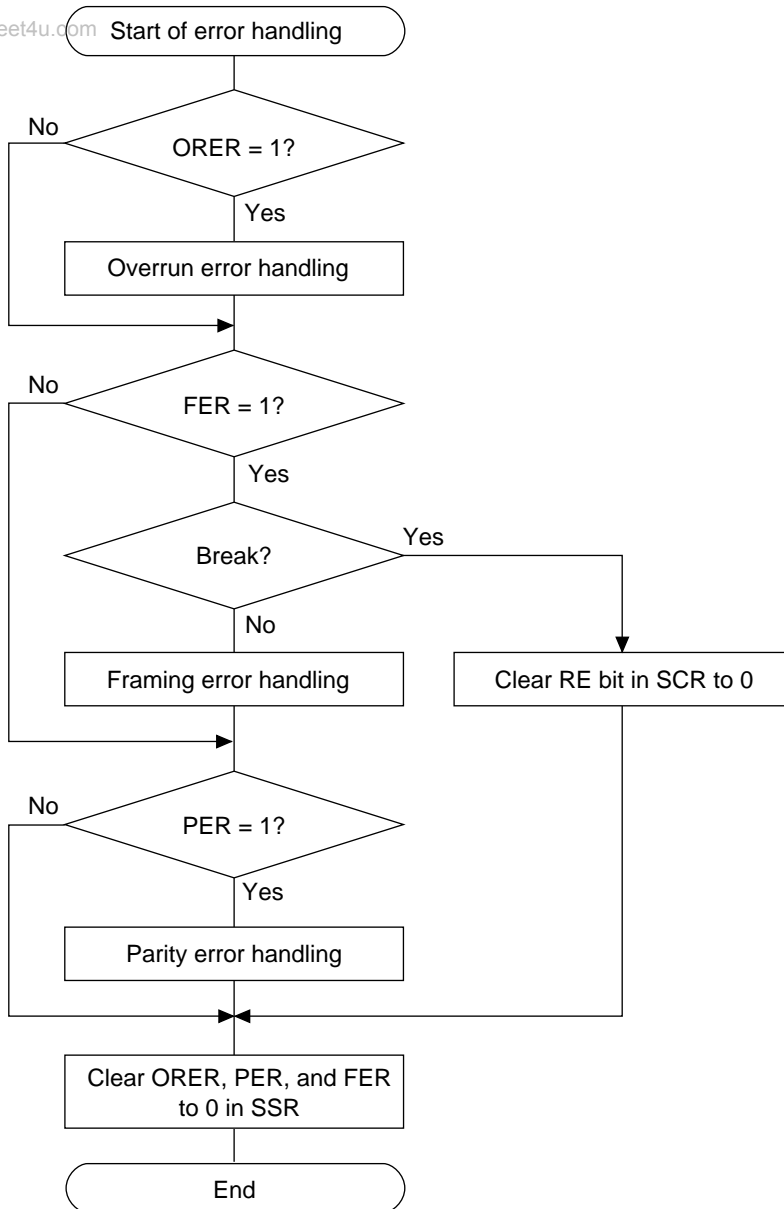 eet4u.com
Start of error handling
No
ORER = 1?
Yes
Overrun error handling
No
FER = 1?
Yes
Break?
Yes
No
Framing error handling
Clear RE bit in SCR to 0
No
PER = 1?
Yes
Parity error handling
Clear ORER, PER, and FER
to 0 in SSR
End